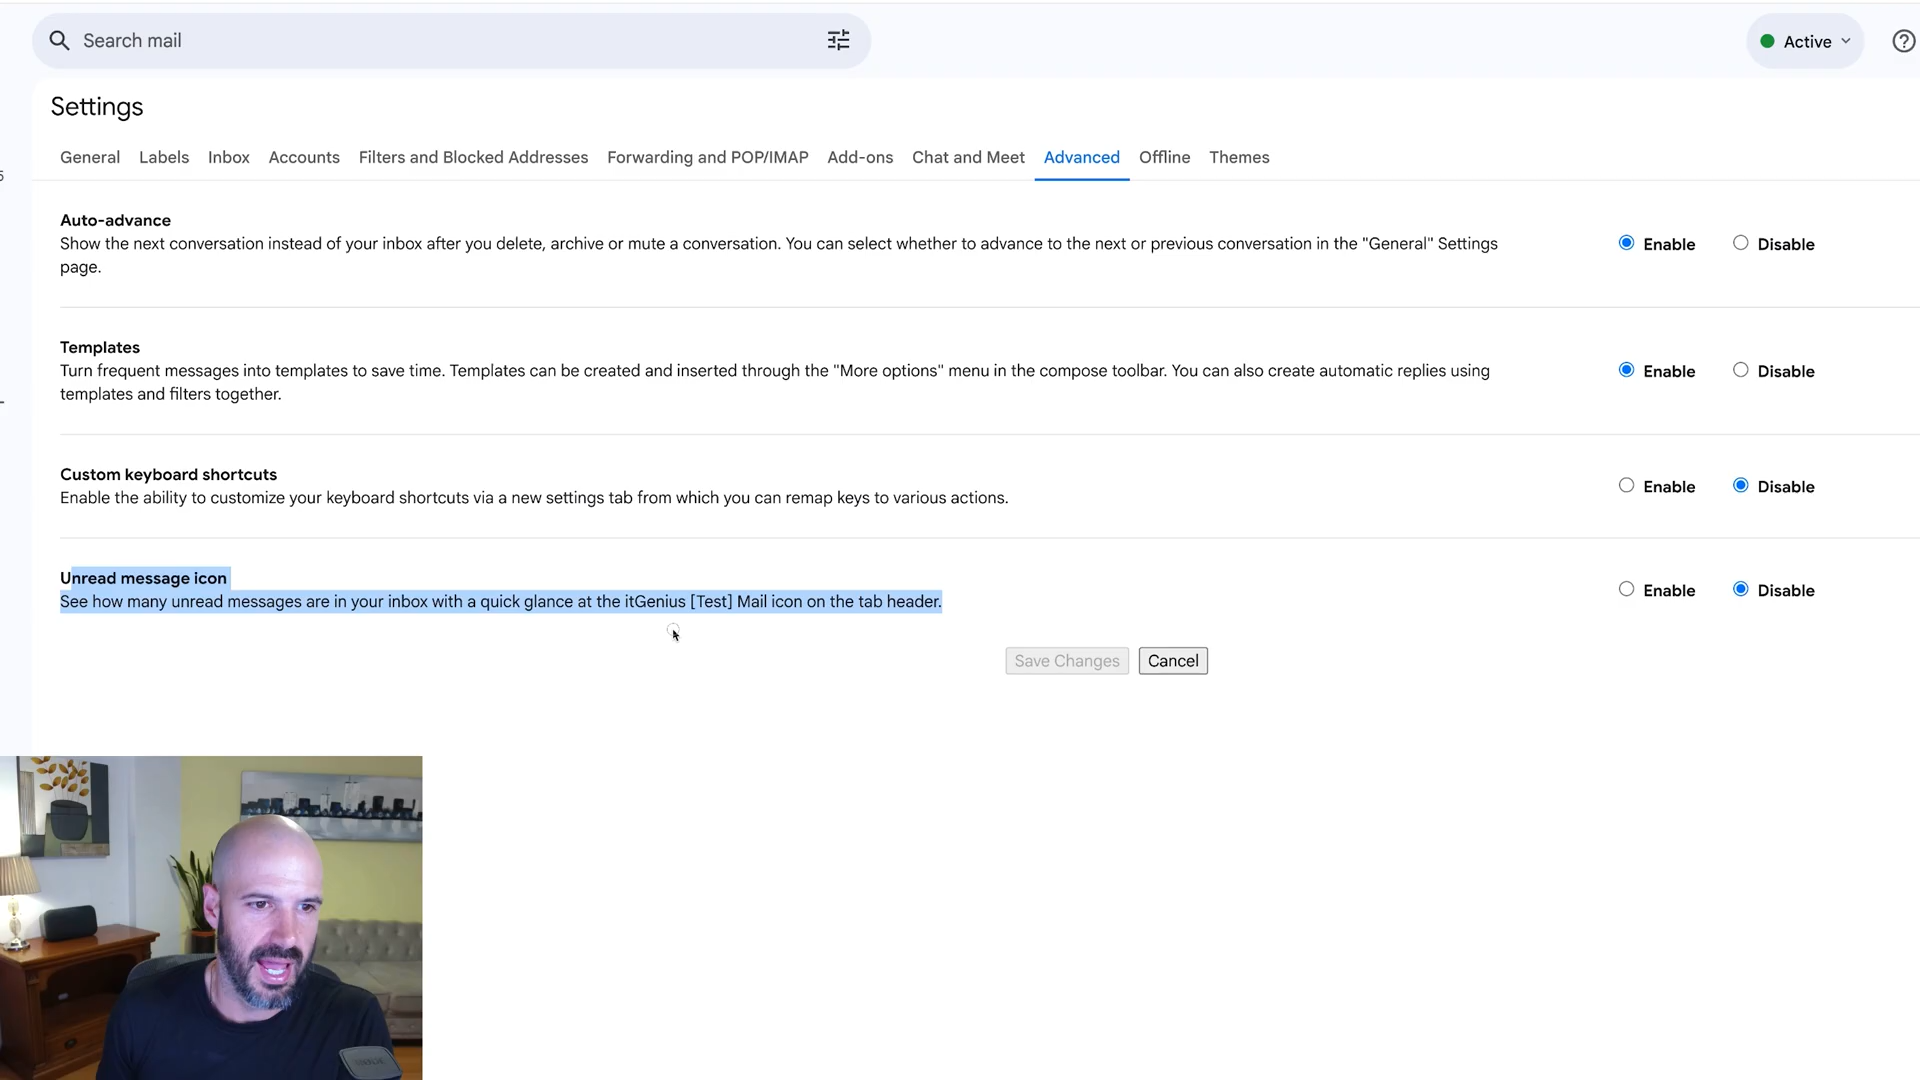 Search mail
Active
Settings
General Labels Inbox Accounts Filters and Blocked Addresses Forwarding and POP/IMAP Add-ons Chat and Meet Advanced Offline Themes
5
Auto-advance
Show the next conversation instead of your inbox after you delete, archive or mute a conversation. You can select whether to advance to the next or previous conversation in the "General" Settings
page.
Enable Disable
Templates
Turn frequent messages into templates to save time. Templates can be created and inserted through the "More options" menu in the compose toolbar. You can also create automatic replies using
templates and filters together.
Enable Disable
Custom keyboard shortcuts
Enable the ability to customize your keyboard shortcuts via a new settings tab from which you can remap keys to various actions.
Enable Disable
Unread message icon
See how many unread messages are in your inbox with a quick glance at the itGenius [Test] Mail icon on the tab header.
Enable Disable
Save Changes Cancel